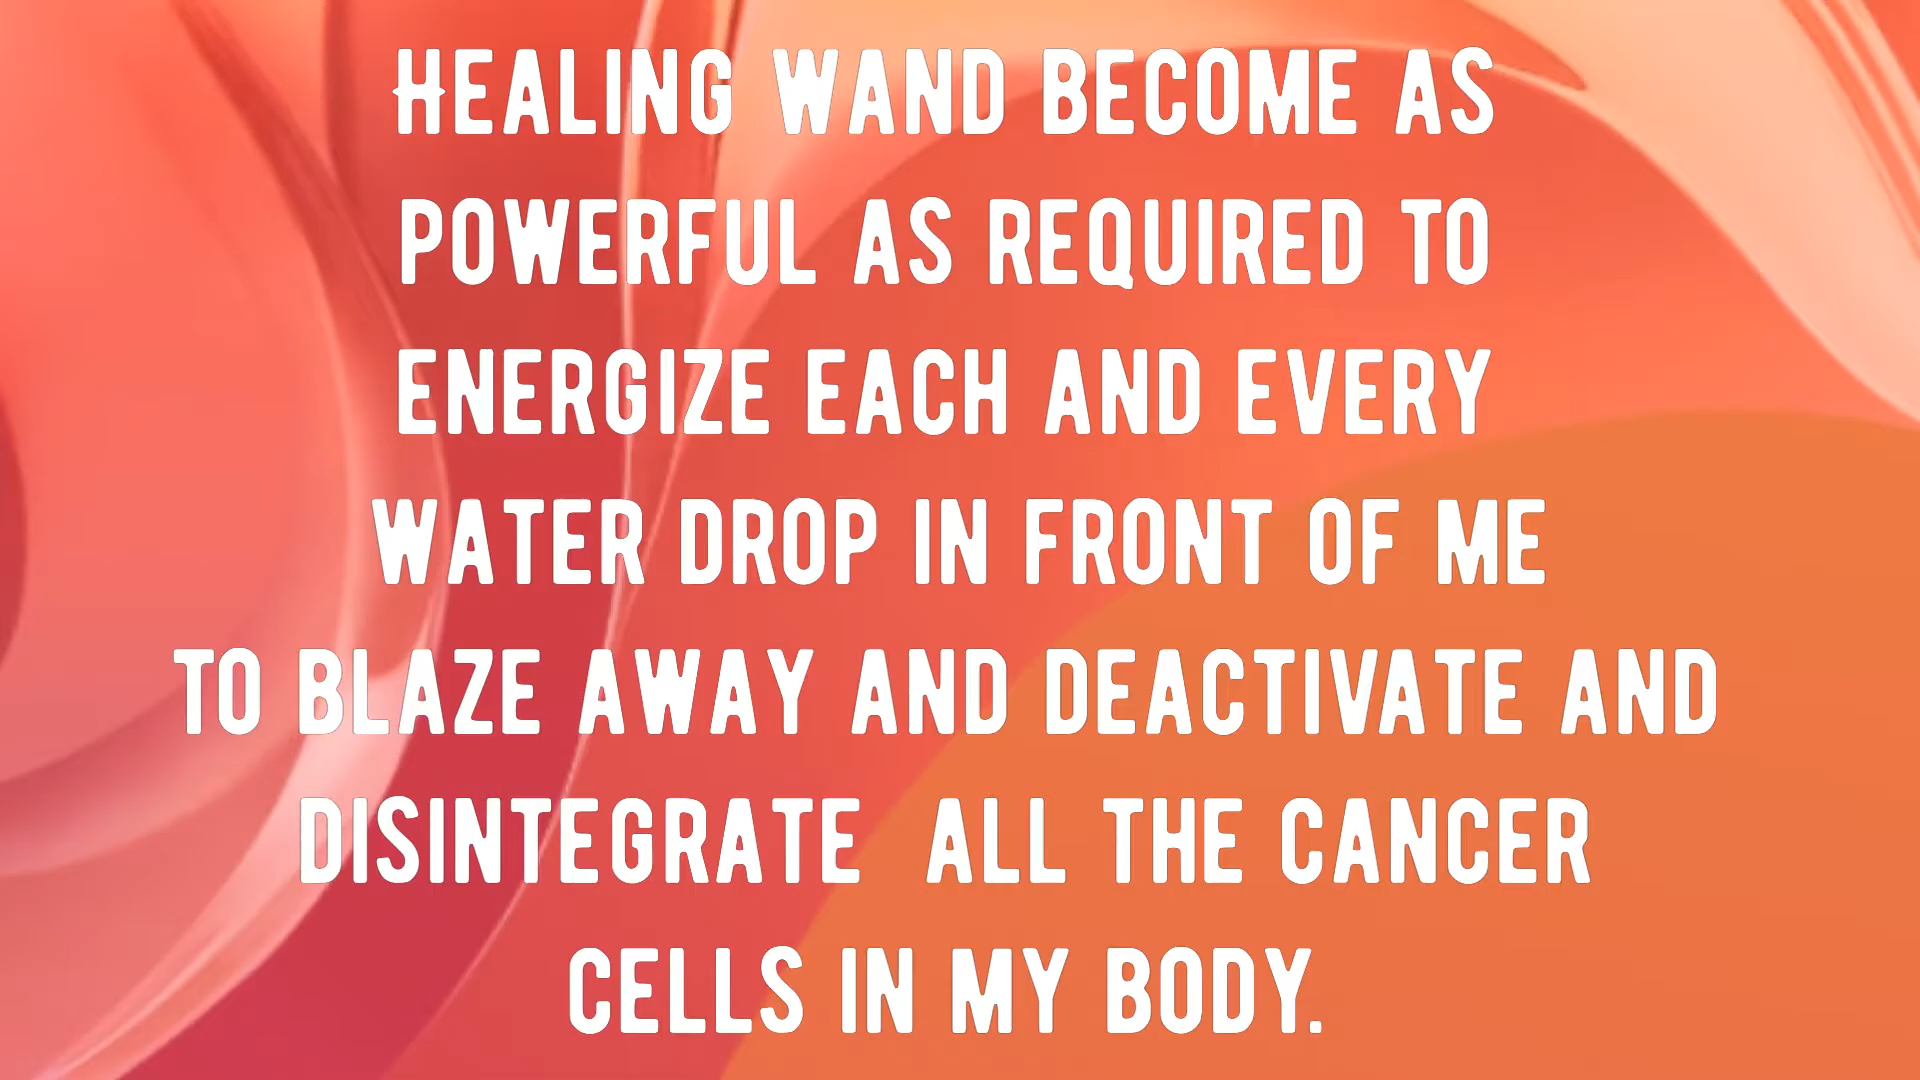 Healing wand become as
powerful as required to
energize each and every
water drop in front of me
to blaze away and deactivate and
disintegrate  all the cancer
cells in my body.